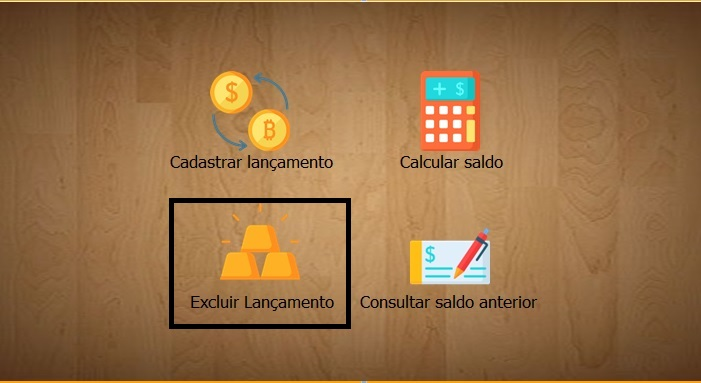 $
₿
+ $
Cadastrar lançamento
Calcular saldo
$
Excluir Lançamento
Consultar saldo anterior